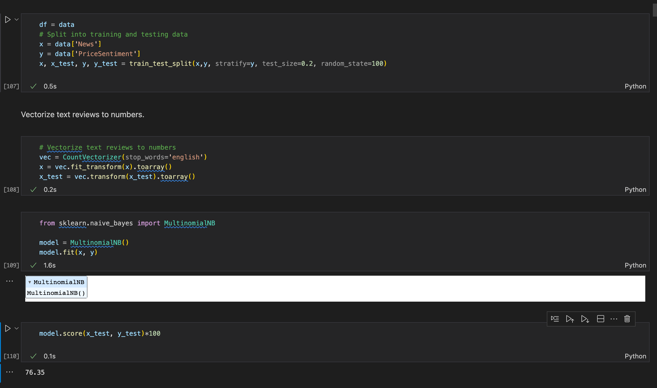 df = data
# Split into training and testing data
x = data['News']
y = data['PriceSentiment']
x, x_test, y, y_test = train_test_split(x,y, stratify=y, test_size=0.2, random_state=100)
[107]
0.5s
Python
Vectorize text reviews to numbers.
# Vectorize text reviews to numbers
vec = CountVectorizer(stop_words='english')
x = vec.fit_transform(x).toarray()
x_test = vec.transform(x_test).toarray()
[108]
0.2s
Python
from sklearn.naive_bayes import MultinomialNB
model = MultinomialNB()
model.fit(x, y)
[109]
1.6s
Python
MultinomialNB
MultinomialNB()
model.score(x_test, y_test)*100
[110]
0.1s
Python
76.35